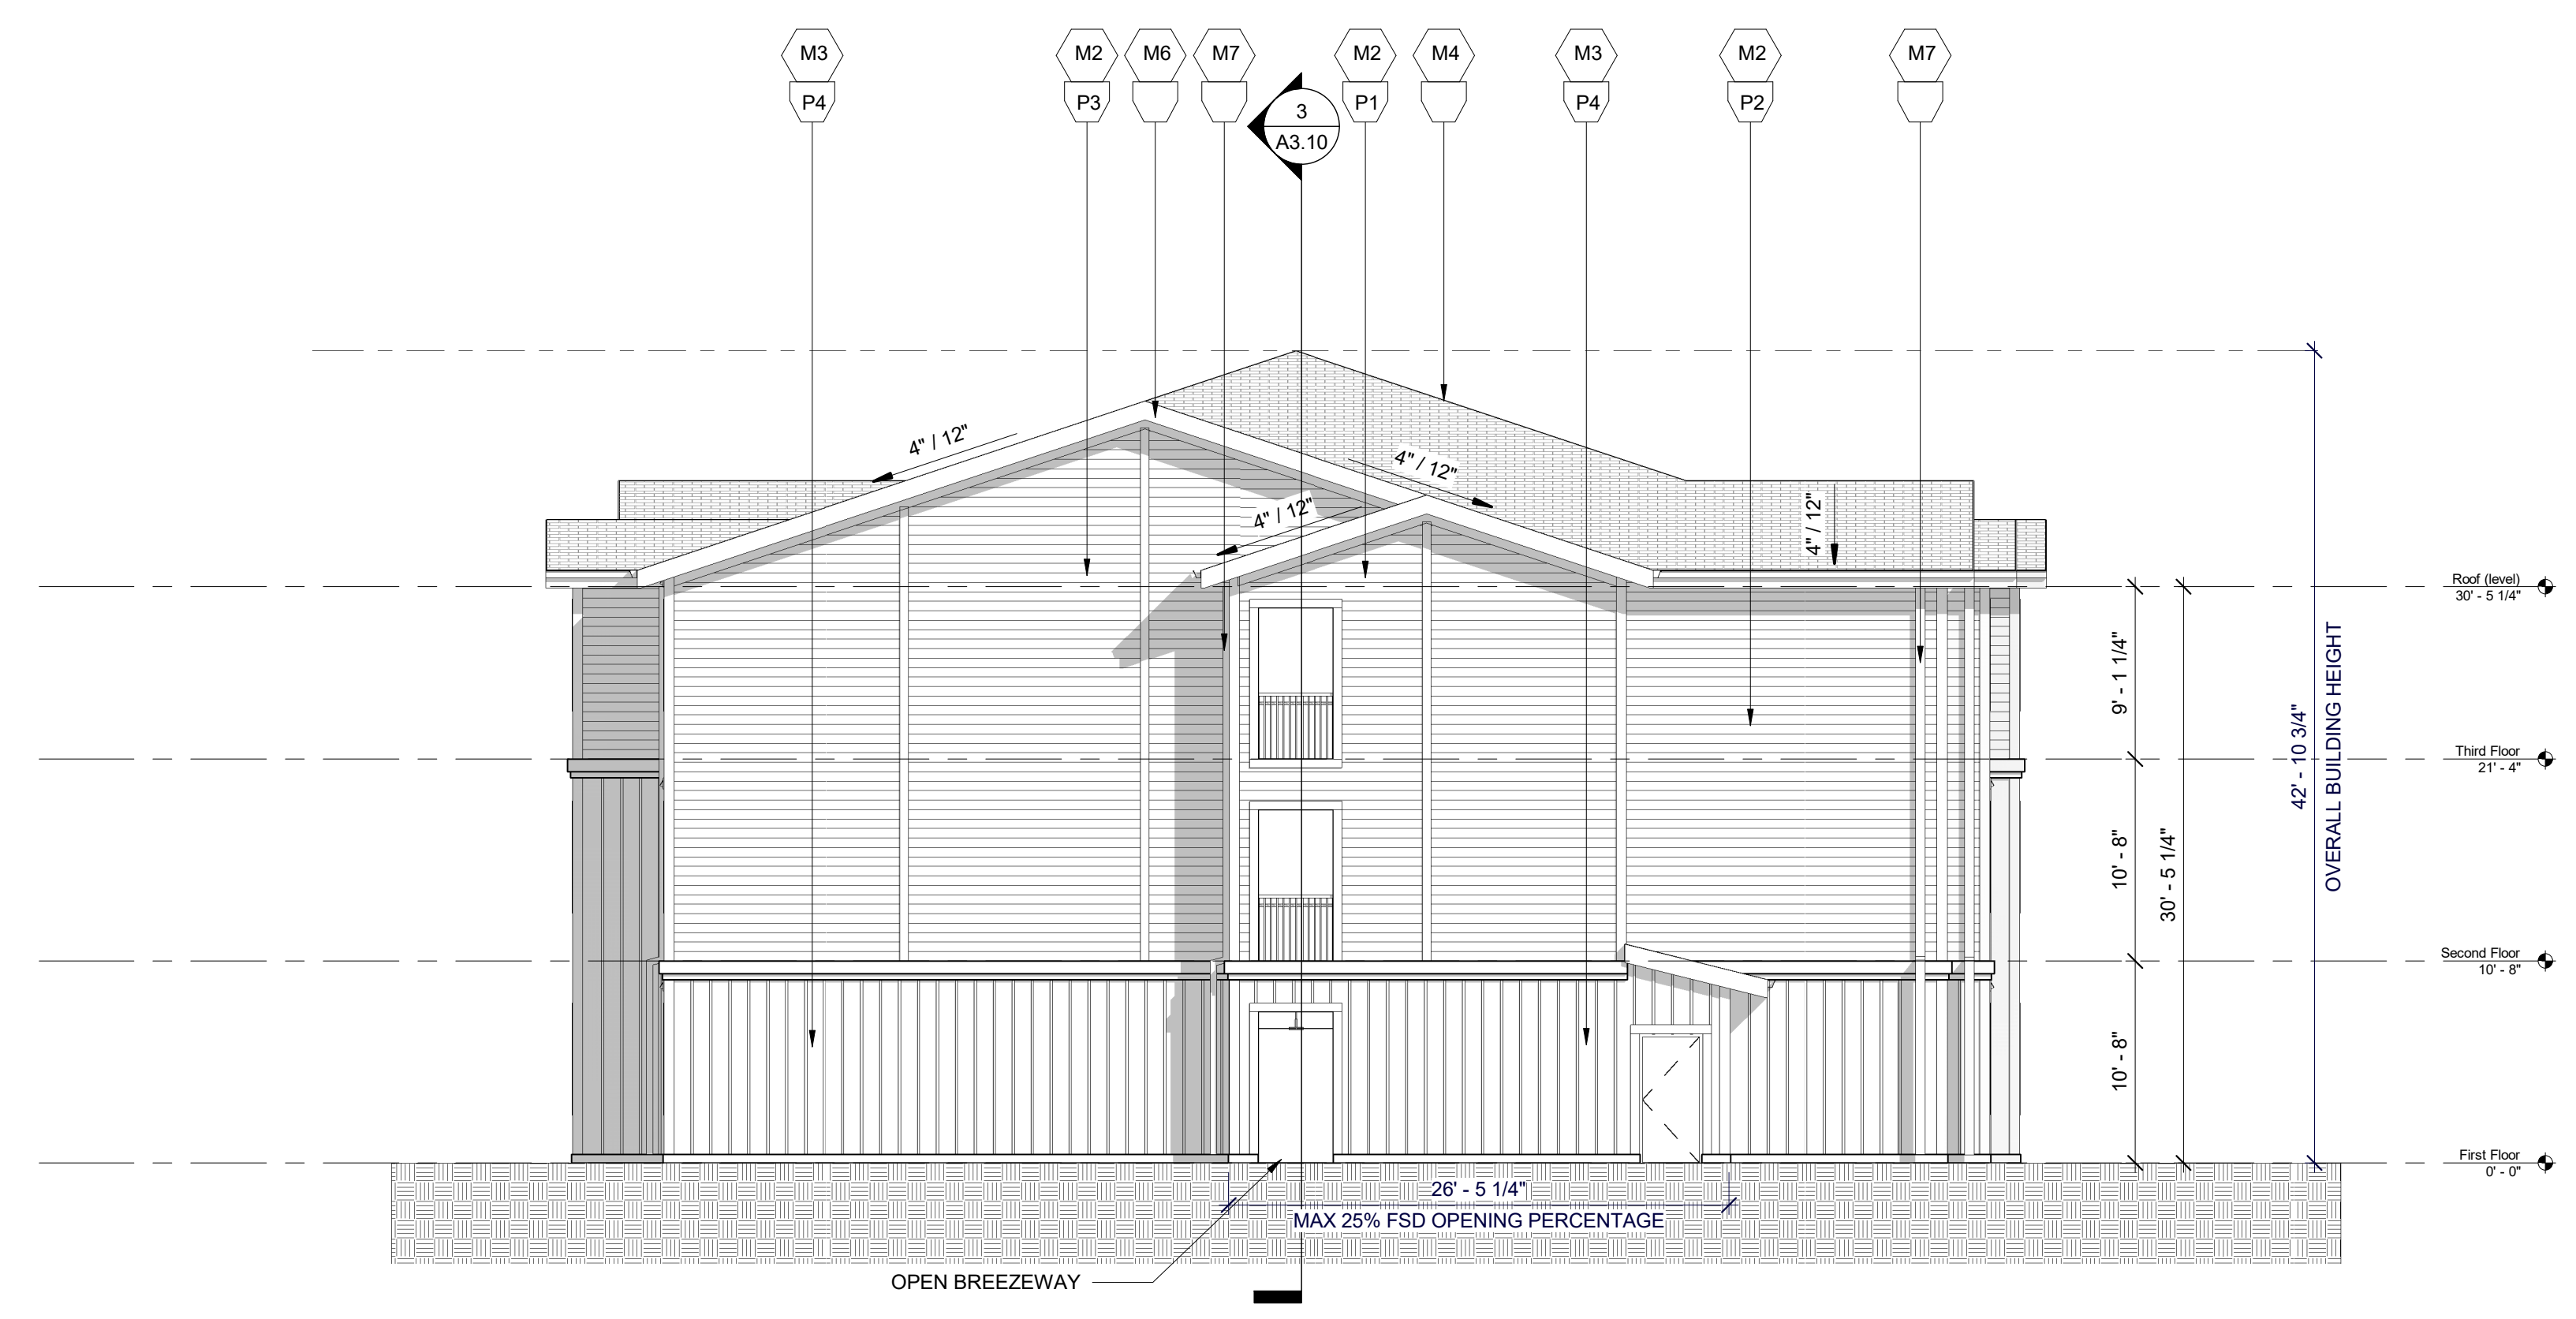 M3
M2
M6
M7
M2
M4
M3
M2
M7
P4
P3
P1
P4
P2
3
A3.10
4" / 12"
4" / 12"
4" / 12"
4" / 12"
Roof (level)
30' - 5 1/4"
9' - 1 1/4"
Third Floor
21' - 4"
42' - 10 3/4"
OVERALL BUILDING HEIGHT
10' - 8"
30' - 5 1/4"
Second Floor
10' - 8"
10' - 8"
First Floor
0' - 0"
26' - 5 1/4"
MAX 25% FSD OPENING PERCENTAGE
OPEN BREEZEWAY